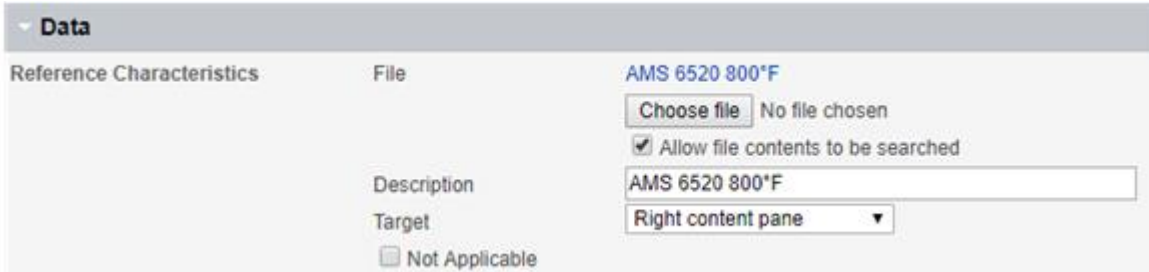 Data
Reference Characteristics File AMS 6520 800°F
Choose file No file chosen
Allow file contents to be searched
Description AMS 6520 800°F
Target Right content pane
Not Applicable